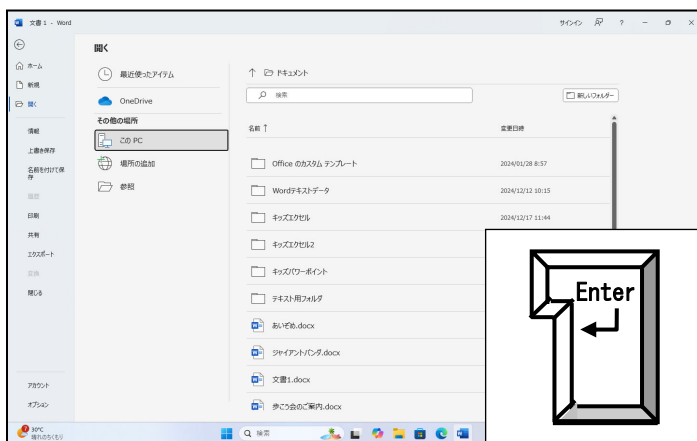 文書 1 - Word
サインイン
?
開く
ホーム
新規
開く
情報
上書き保存
名前を付けて保
存
履歴
印刷
共有
エクスポート
変換
閉じる
アカウント
オプション
最近使ったアイテム
OneDrive
その他の場所
この PC
場所の追加
参照
ドキュメント
検索
新しいフォルダー
名前 ↑
更日時
Office のカスタム テンプレート
2024/01/28 8:57
Wordテキストデータ
2024/12/12 10:15
キッズエクセル
2024/12/17 11:44
キッズエクセル2
キッズパワーポイント
テキスト用フォルダ
あいぞめ.docx
ジャイアントパンダ.docx
文書1.docx
歩こう会のご案内.docx
Enter
30°C
晴れのちくもり
検索